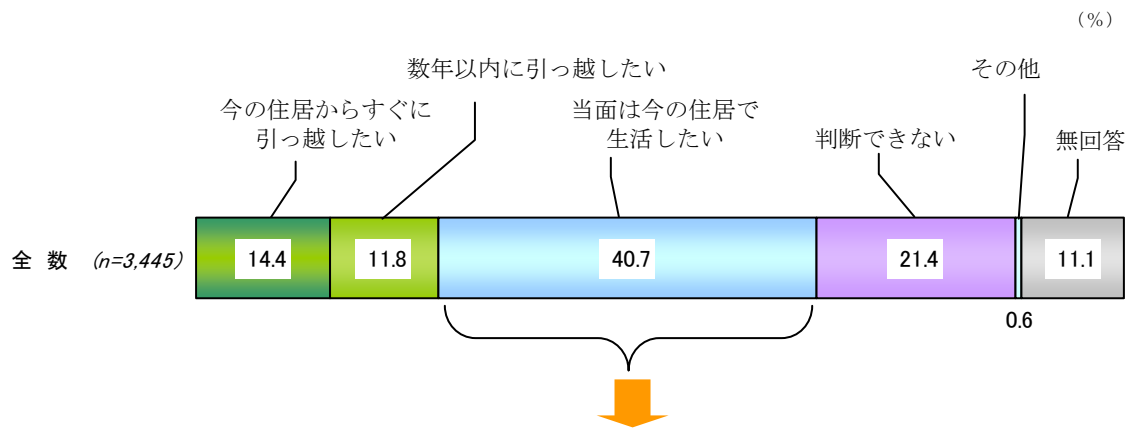 (%)
数年以内に引っ越したい
その他
今の住居からすぐに
引っ越したい
当面は今の住居で
生活したい
判断できない
無回答
全 数 (n=3,445)
14.4
11.8
40.7
21.4
11.1
0.6